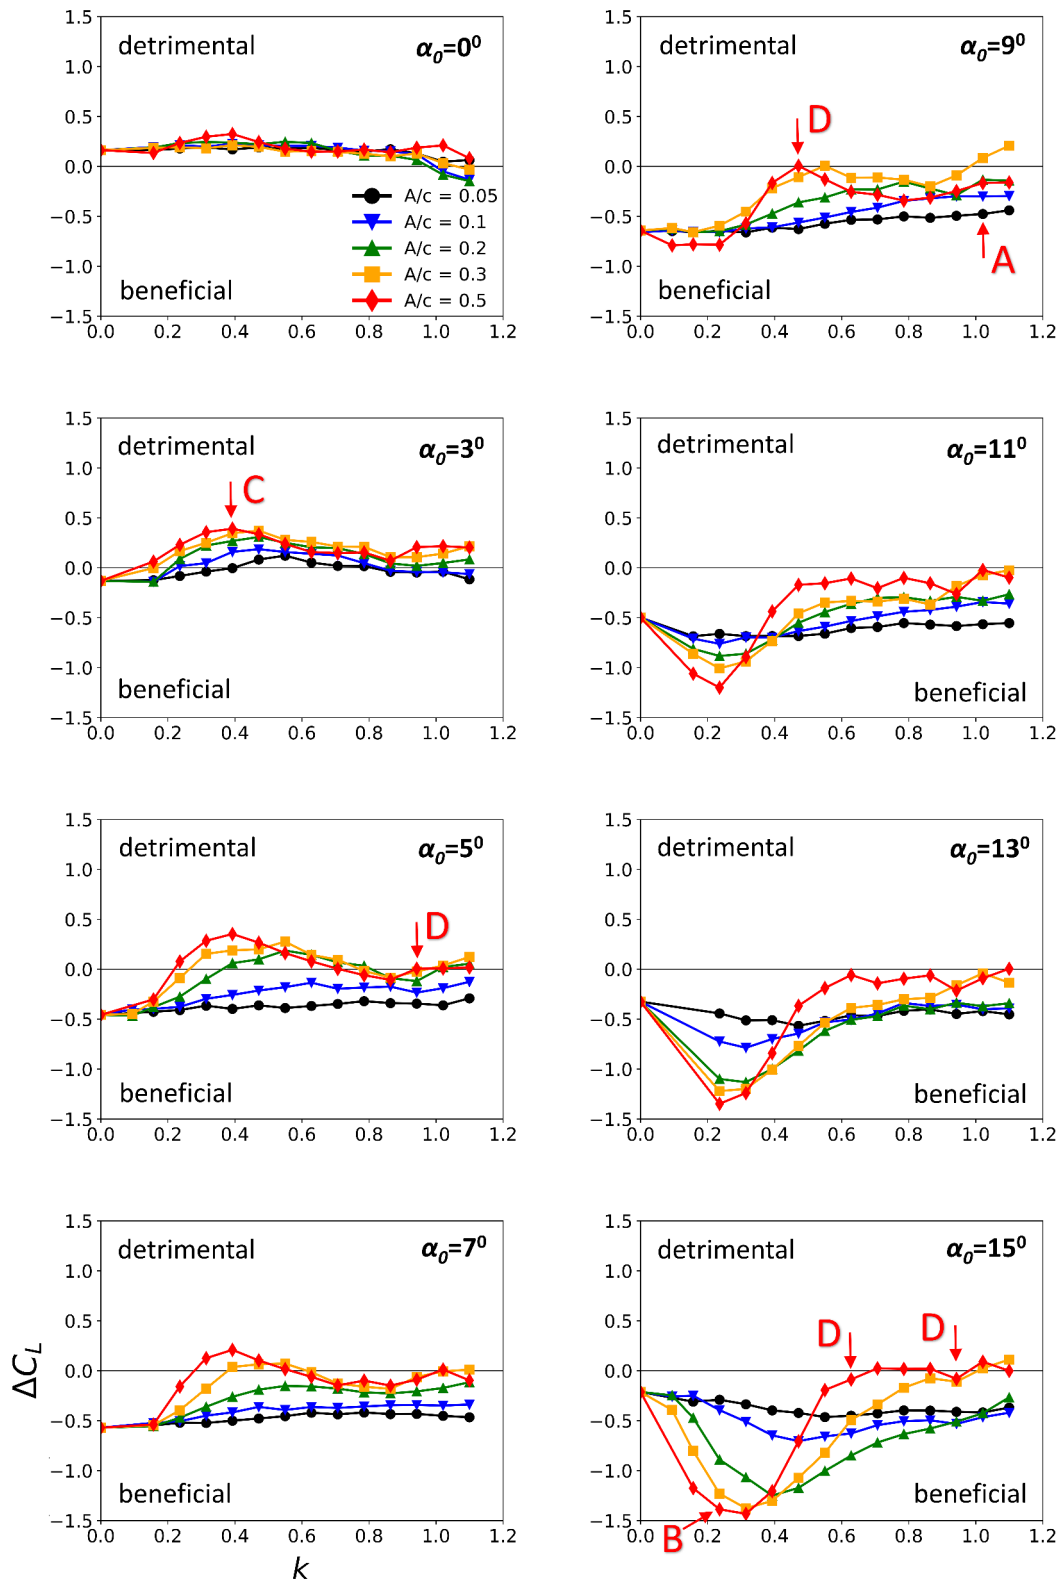 detrimental
α₀=0⁰
beneficial
A/c = 0.05
A/c = 0.1
A/c = 0.2
A/c = 0.3
A/c = 0.5
1.5
1.0
0.5
0.0
−0.5
−1.0
−1.5
0.0 0.2 0.4 0.6 0.8 1.0 1.2
detrimental
α₀=9⁰
D
A
beneficial
1.5
1.0
0.5
0.0
−0.5
−1.0
−1.5
0.0 0.2 0.4 0.6 0.8 1.0 1.2
detrimental
α₀=3⁰
C
beneficial
1.5
1.0
0.5
0.0
−0.5
−1.0
−1.5
0.0 0.2 0.4 0.6 0.8 1.0 1.2
detrimental
α₀=11⁰
beneficial
1.5
1.0
0.5
0.0
−0.5
−1.0
−1.5
0.0 0.2 0.4 0.6 0.8 1.0 1.2
detrimental
α₀=5⁰
D
beneficial
1.5
1.0
0.5
0.0
−0.5
−1.0
−1.5
0.0 0.2 0.4 0.6 0.8 1.0 1.2
detrimental
α₀=13⁰
beneficial
1.5
1.0
0.5
0.0
−0.5
−1.0
−1.5
0.0 0.2 0.4 0.6 0.8 1.0 1.2
detrimental
α₀=7⁰
beneficial
1.5
1.0
0.5
0.0
−0.5
−1.0
−1.5
0.0 0.2 0.4 0.6 0.8 1.0 1.2
ΔC_L
k
detrimental
α₀=15⁰
D D
B
beneficial
1.5
1.0
0.5
0.0
−0.5
−1.0
−1.5
0.0 0.2 0.4 0.6 0.8 1.0 1.2